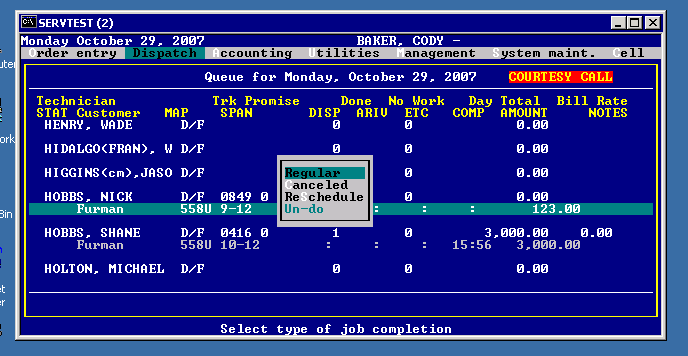 SERVTEST (2)
Monday October 29, 2007 BAKER, CODY -
Order entry Dispatch Accounting Utilities Management System maint. Cell
Queue for Monday, October 29, 2007 COURTESY CALL
Technician Trk Promise Done No Work Day Total Bill Rate
STAT Customer MAP SPAN DISP ARIV ETC COMP AMOUNT NOTES
HENRY, WADE D/F 0 0 0.00
HIDALGO(FRAN), W D/F 0 0 0.00
HIGGINS(cm),JASO D/F 0 0.00
Regular
Canceled
ReSchedule
Un-do
HOBBS, NICK D/F 0849 0 0 0.00
Furman 558U 9-12 : : : 123.00
HOBBS, SHANE D/F 0416 0 1 0 3,000.00 0.00
Furman 558U 10-12 : : : 15:56 3,000.00
HOLTON, MICHAEL D/F 0 0 0.00
Select type of job completion